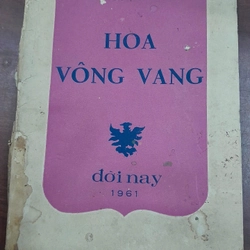 HOA
VÔNG VANG
đời nay
1961